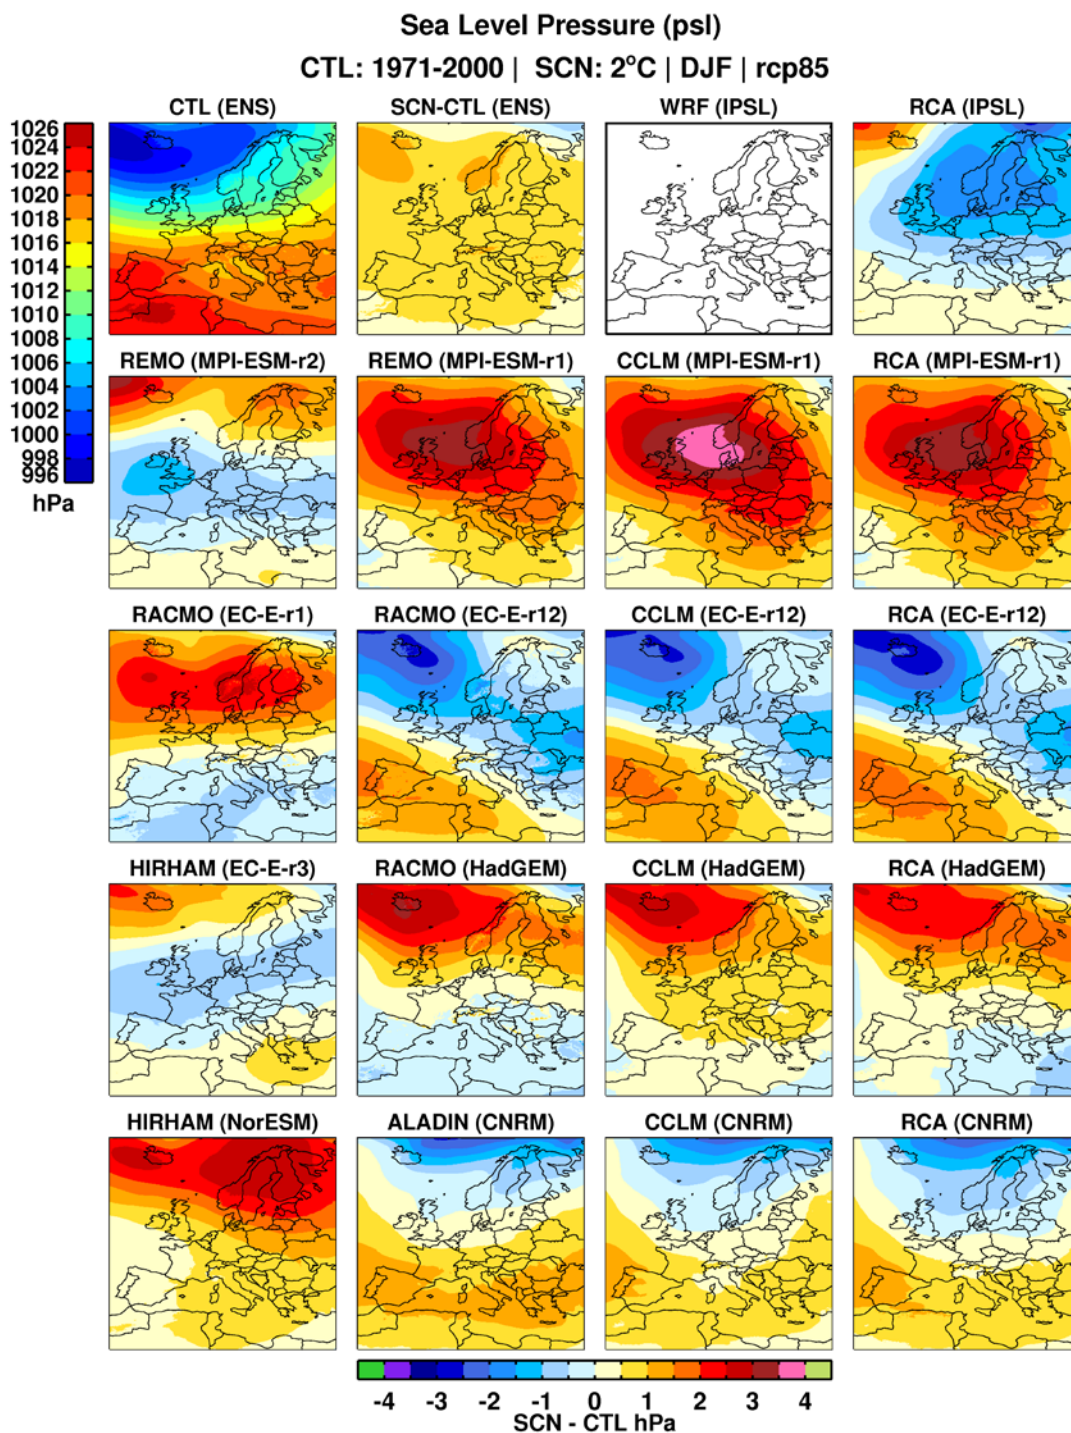 Sea Level Pressure (psl)
CTL: 1971-2000 | SCN: 2°C | DJF | rcp85
CTL (ENS) SCN-CTL (ENS) WRF (IPSL) RCA (IPSL)
1026
1024
1022
1020
1018
1016
1014
1012
1010
1008
1006
1004
1002
1000
998
996
hPa
REMO (MPI-ESM-r2) REMO (MPI-ESM-r1) CCLM (MPI-ESM-r1) RCA (MPI-ESM-r1)
RACMO (EC-E-r1) RACMO (EC-E-r12) CCLM (EC-E-r12) RCA (EC-E-r12)
HIRHAM (EC-E-r3) RACMO (HadGEM) CCLM (HadGEM) RCA (HadGEM)
HIRHAM (NorESM) ALADIN (CNRM) CCLM (CNRM) RCA (CNRM)
-4 -3 -2 -1 0 1 2 3 4
SCN - CTL hPa